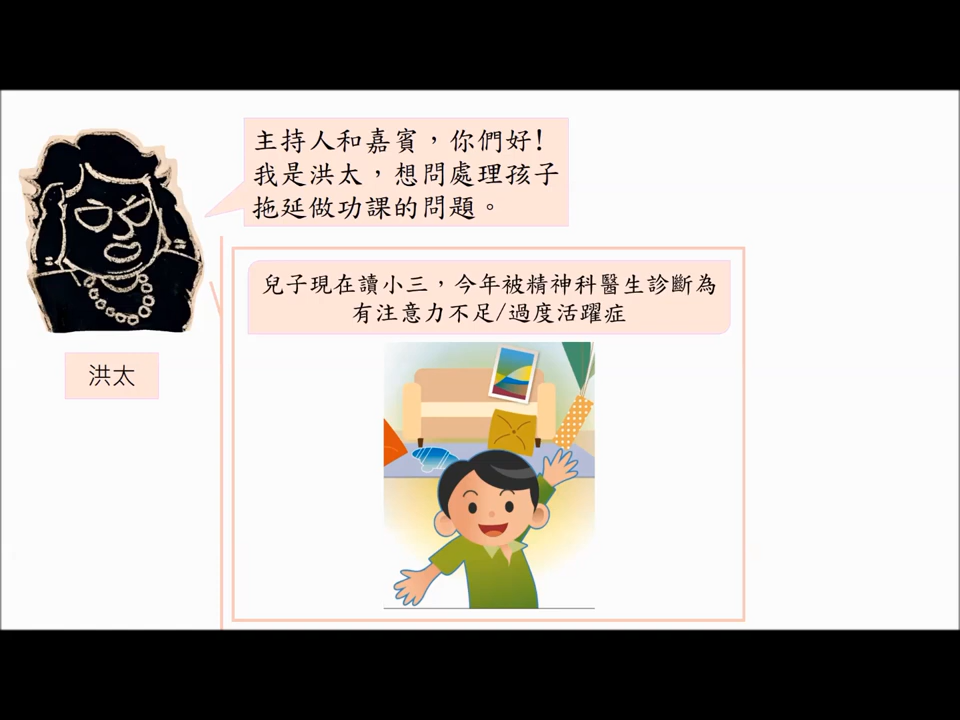 主持人和嘉賓，你們好!
我是洪太，想問處理孩子
拖延做功課的問題。
兒子現在讀小三，今年被精神科醫生診斷為
有注意力不足/過度活躍症
洪太